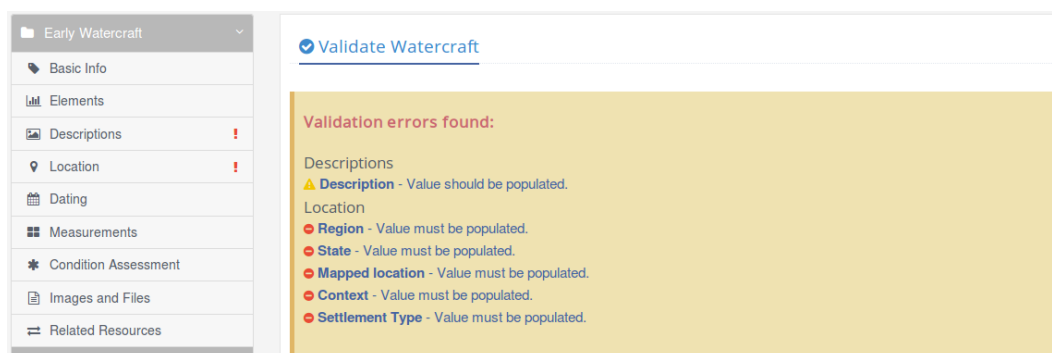 Early Watercraft
Basic Info
Elements
Descriptions !
Location !
Dating
Measurements
Condition Assessment
Images and Files
Related Resources
Validate Watercraft
Validation errors found:
Descriptions
Description - Value should be populated.
Location
Region - Value must be populated.
State - Value must be populated.
Mapped location - Value must be populated.
Context - Value must be populated.
Settlement Type - Value must be populated.